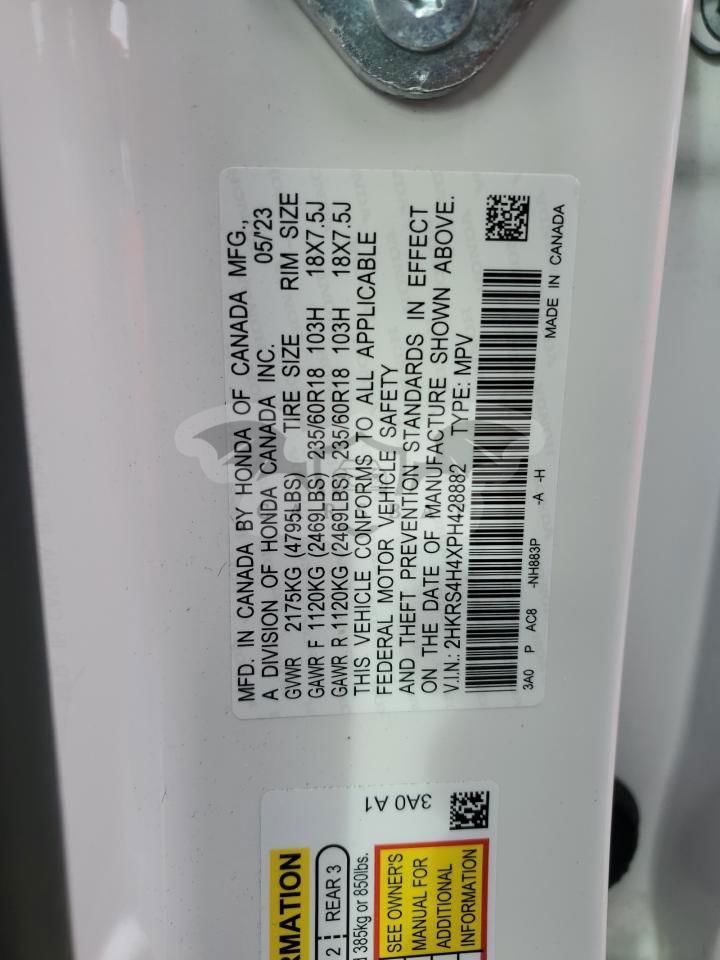 MFD. IN CANADA BY HONDA OF CANADA MFG.,
A DIVISION OF HONDA CANADA INC. 05/'23
GVWR 2175KG (4795LBS) TIRE SIZE RIM SIZE
GAWR F 1120KG (2469LBS) 235/60R18 103H 18X7.5J
GAWR R 1120KG (2469LBS) 235/60R18 103H 18X7.5J
THIS VEHICLE CONFORMS TO ALL APPLICABLE
FEDERAL MOTOR VEHICLE SAFETY
AND THEFT PREVENTION STANDARDS IN EFFECT
ON THE DATE OF MANUFACTURE SHOWN ABOVE.
V.I.N.: 2HKRS4H4XPH428882 TYPE: MPV
3A0 P AC8 -NH883P -A -H
MADE IN CANADA
3A0 A1
RMATION
2 REAR 3
385kg or 850lbs.
SEE OWNER'S
MANUAL FOR
ADDITIONAL
INFORMATION